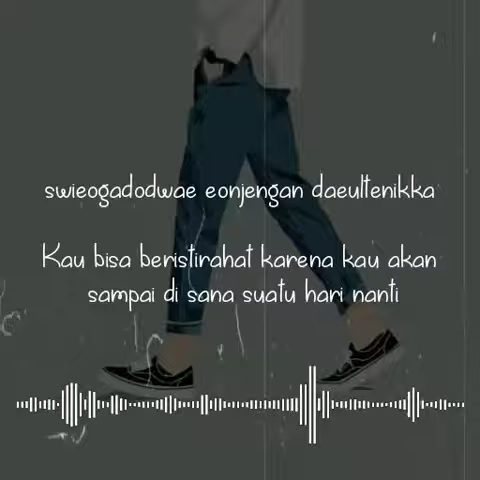 swieogadodwae eonjengan daeultenikka
Kau bisa beristirahat karena kau akan
sampai di sana suatu hari nanti